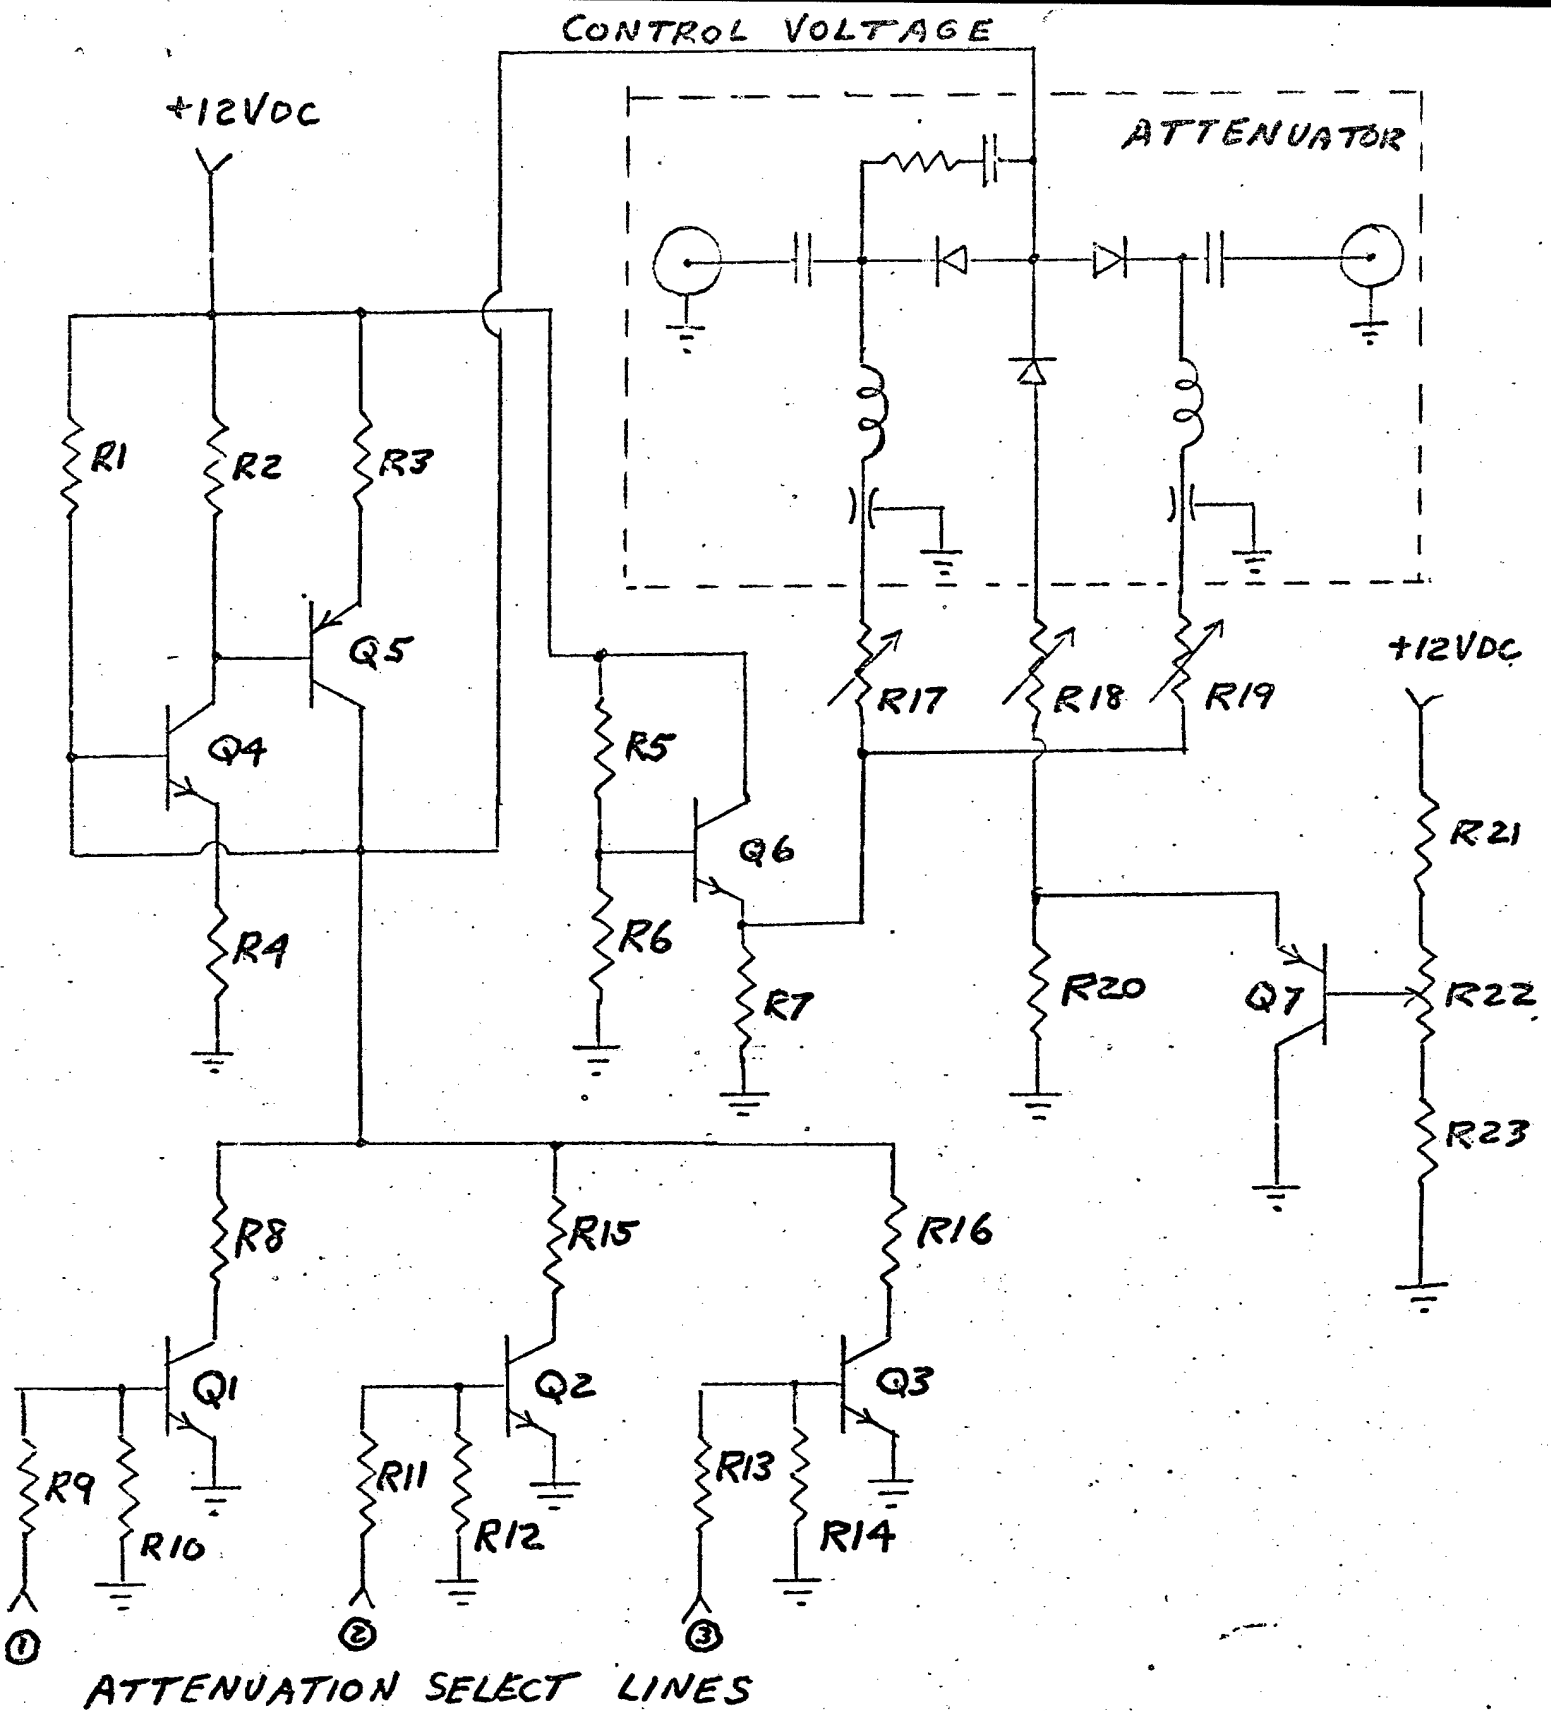 CONTROL VOLTAGE
+12VDC
ATTENUATOR
R1
R2
R3
Q5
Q4
R4
R5
R6
Q6
R7
R17
R18
R19
+12VDC
R21
R20
Q7
R22
R23
R8
R15
R16
Q1
Q2
Q3
R9
R10
R11
R12
R13
R14
1
2
3
ATTENUATION SELECT LINES